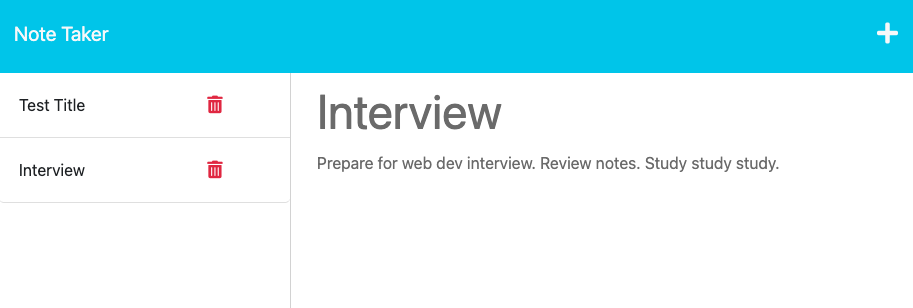 Note Taker
Test Title
Interview
Interview
Prepare for web dev interview. Review notes. Study study study.